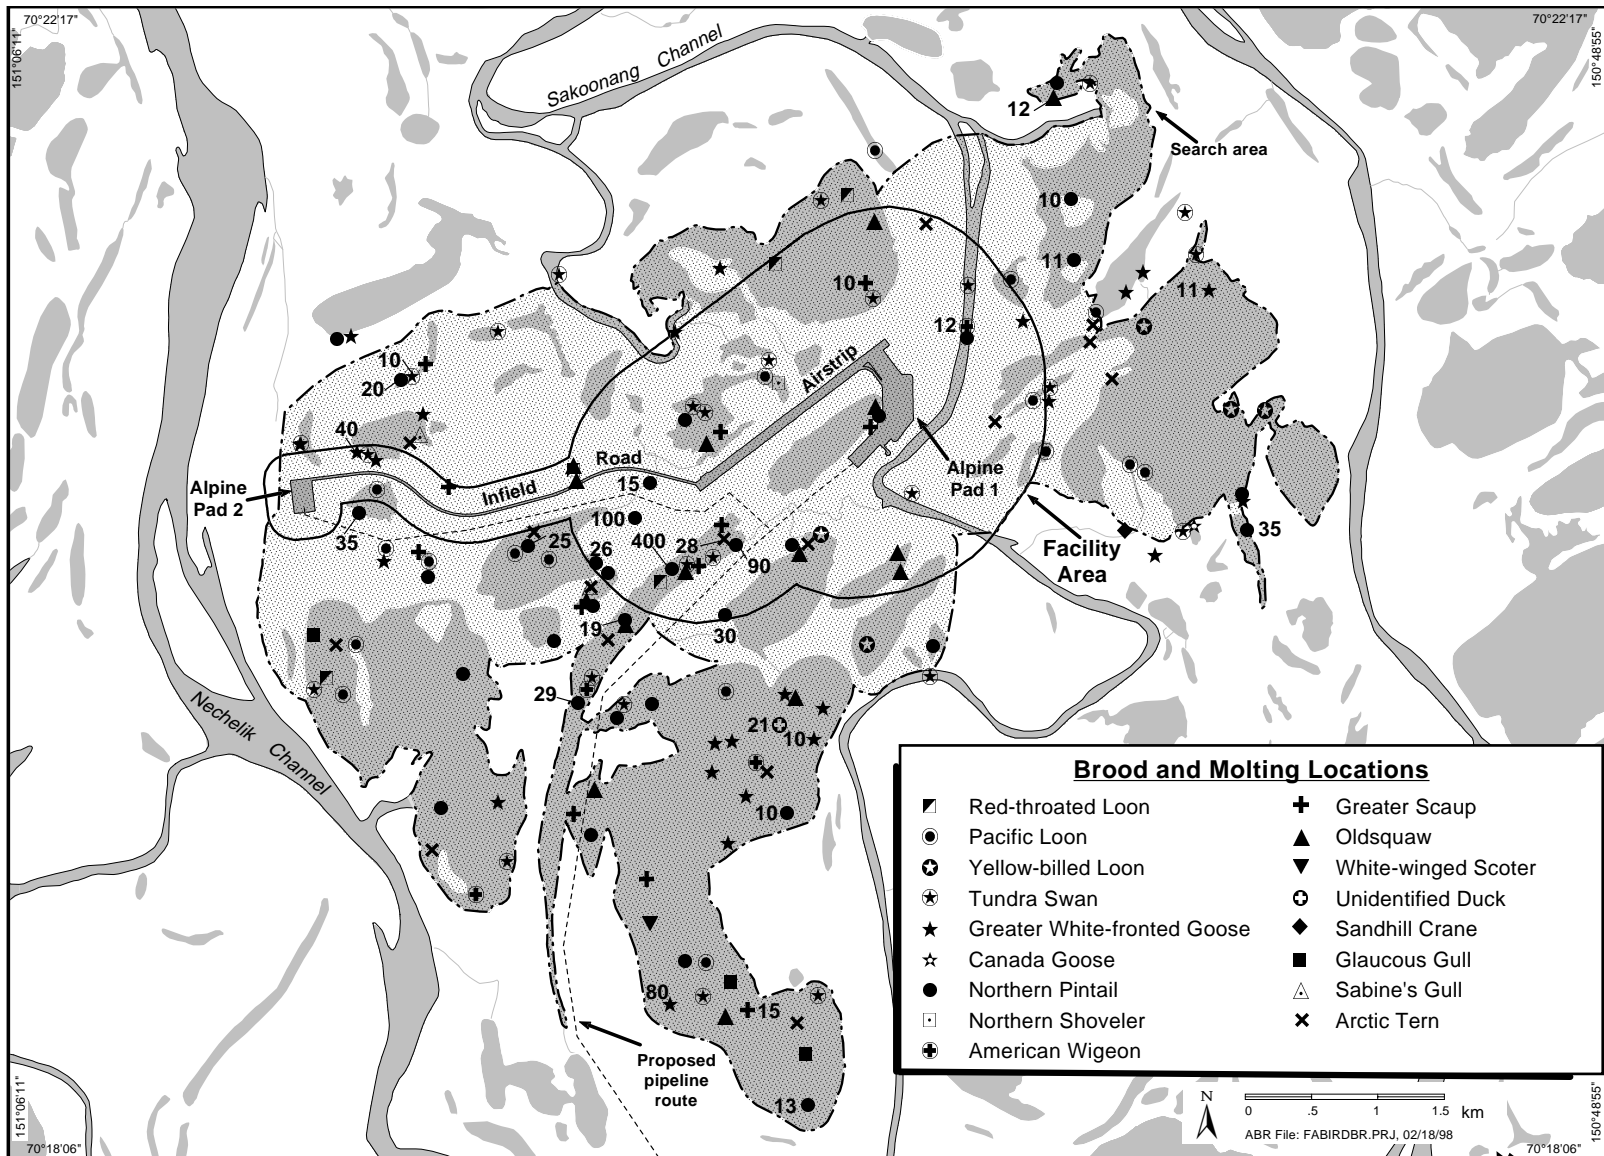 70°22'17"
70°22'17"
151°06'11"
150°48'55"
Sakoonang Channel
12
Search area
10
11
10
11
12
10
20
40
Airstrip
Road
Infield
15
Alpine
Pad 2
Alpine
Pad 1
100
35
25
26
400
28
90
35
Facility
Area
19
30
29
21
10
Nechelik Channel
10
80
15
13
Proposed
pipeline
route
Brood and Molting Locations
Red-throated Loon
Pacific Loon
Yellow-billed Loon
Tundra Swan
Greater White-fronted Goose
Canada Goose
Northern Pintail
Northern Shoveler
American Wigeon
Greater Scaup
Oldsquaw
White-winged Scoter
Unidentified Duck
Sandhill Crane
Glaucous Gull
Sabine's Gull
Arctic Tern
N
0 .5 1 1.5 km
ABR File: FABIRDBR.PRJ, 02/18/98
151°06'11"
150°48'55"
70°18'06"
70°18'06"